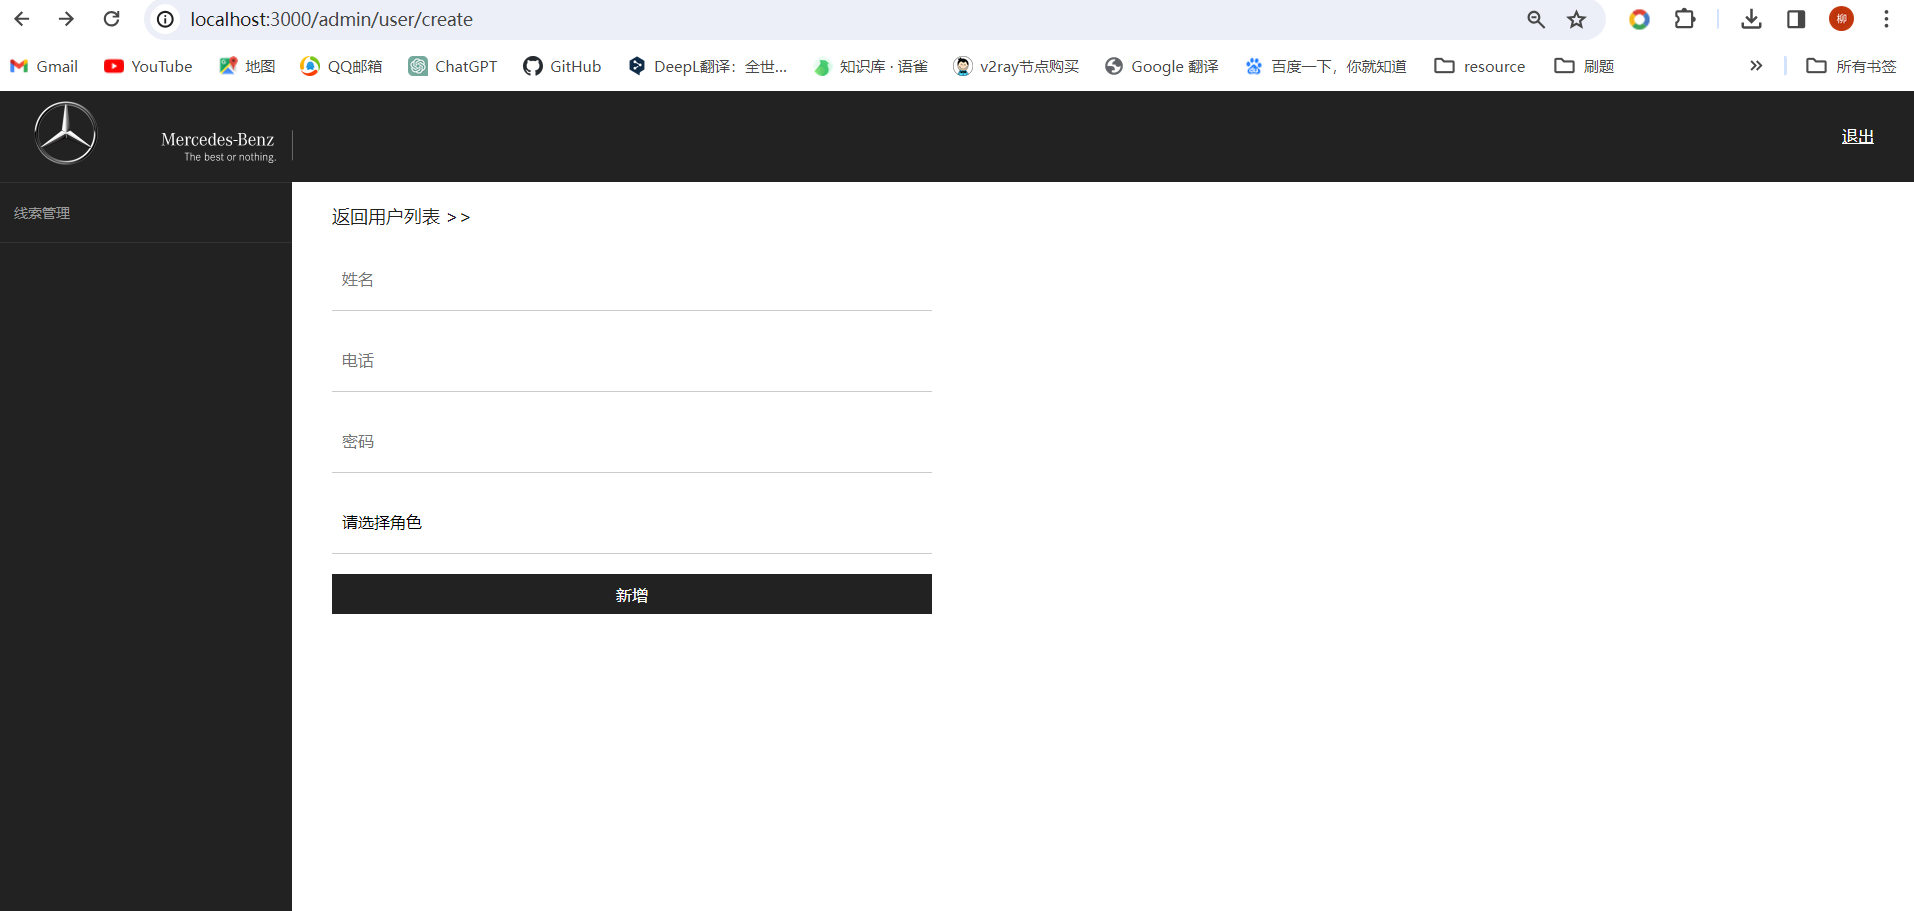 localhost:3000/admin/user/create
柳
Gmail YouTube 地图 QQ邮箱 ChatGPT GitHub DeepL翻译：全世... 知识库 · 语雀 v2ray节点购买 Google 翻译 百度一下，你就知道 resource 刷题 » 所有书签
Mercedes-Benz
The best or nothing.
退出
线索管理
返回用户列表 >>
姓名
电话
密码
请选择角色
新增